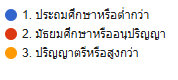 1. ประถมศึกษาหรือต่ำกว่า
2. มัธยมศึกษาหรืออนุปริญญา
3. ปริญญาตรีหรือสูงกว่า